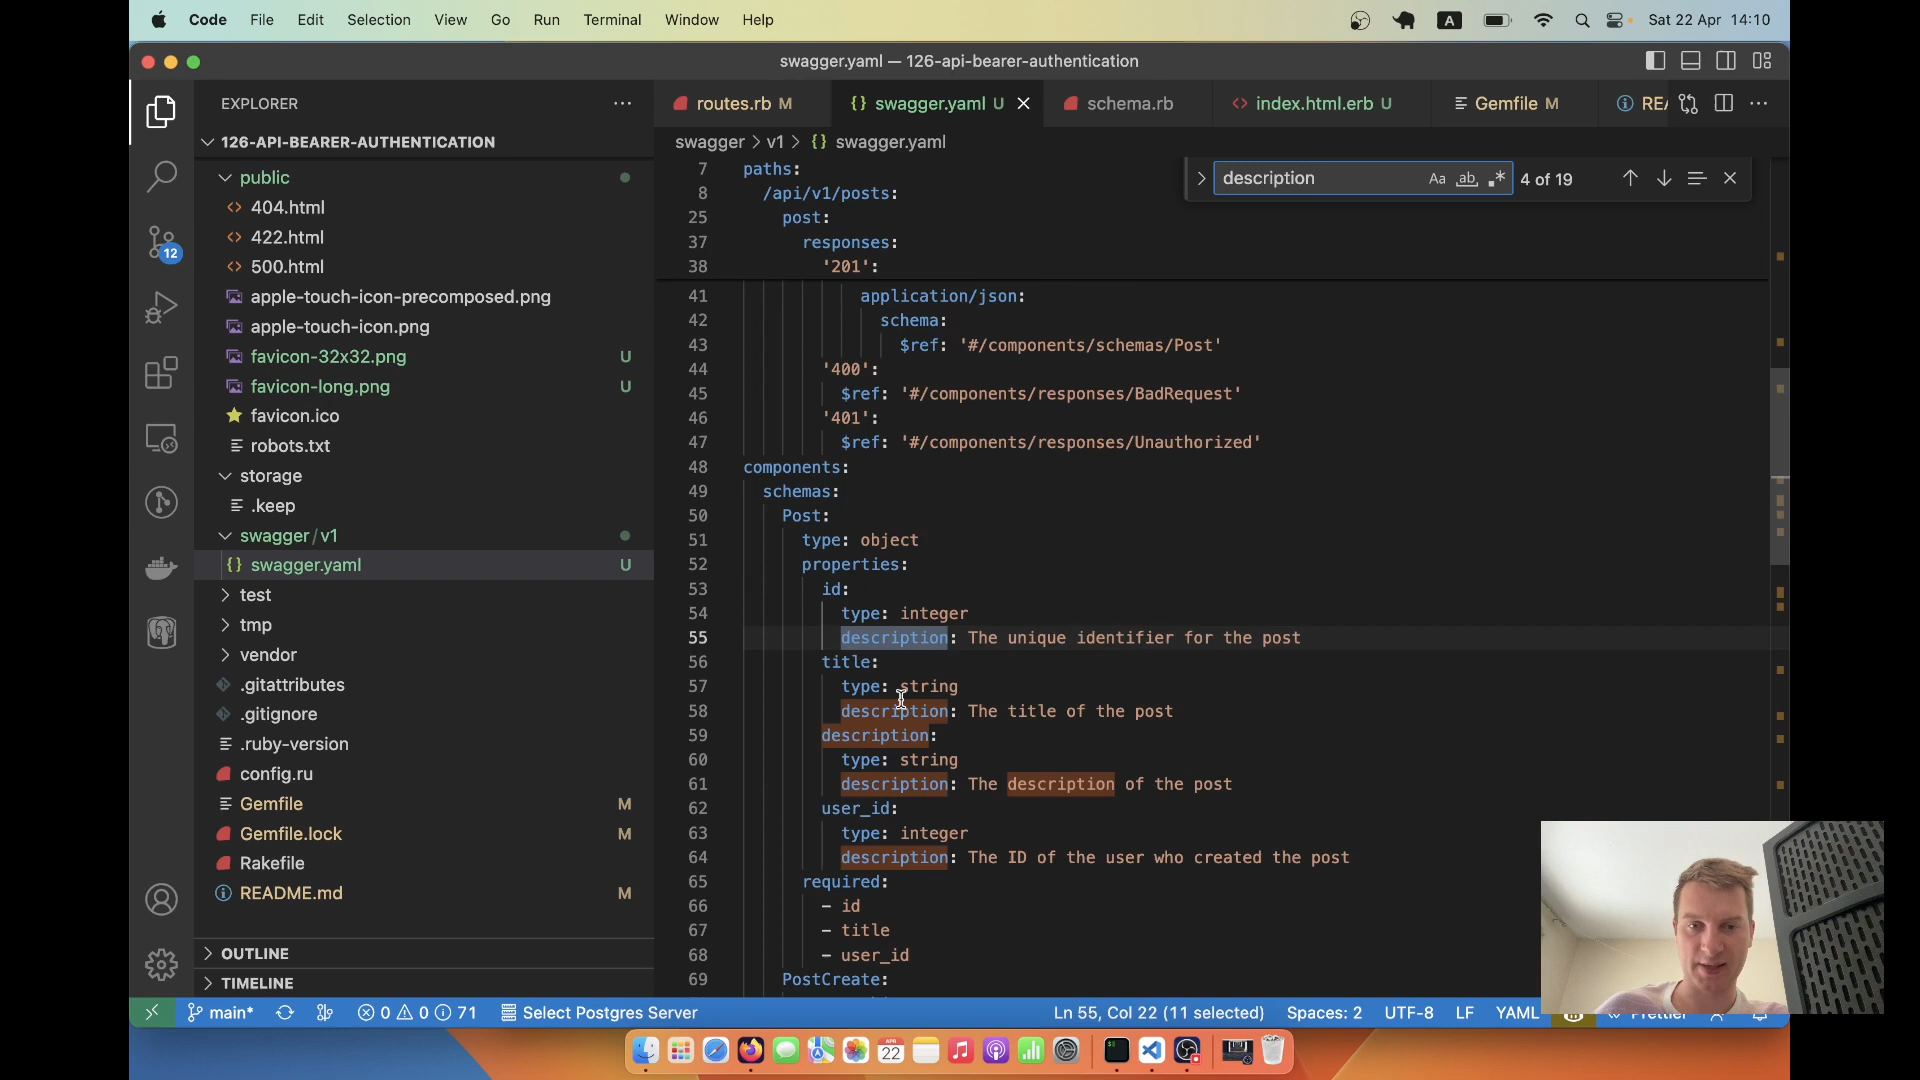 Code File Edit Selection View Go Run Terminal Window Help
A
Sat 22 Apr 14:10
swagger.yaml — 126-api-bearer-authentication
EXPLORER
126-API-BEARER-AUTHENTICATION
public
404.html
422.html
500.html
apple-touch-icon-precomposed.png
apple-touch-icon.png
favicon-32x32.png U
favicon-long.png U
favicon.ico
robots.txt
storage
.keep
swagger/v1
swagger.yaml U
test
tmp
vendor
.gitattributes
.gitignore
.ruby-version
config.ru
Gemfile M
Gemfile.lock M
Rakefile
README.md M
OUTLINE
TIMELINE
12
routes.rb M
swagger.yaml U
schema.rb
index.html.erb U
Gemfile M
swagger > v1 > {} swagger.yaml
description Aa ab .* 4 of 19
7 paths:
8 /api/v1/posts:
25 post:
37 responses:
38 '201':
41 application/json:
42 schema:
43 $ref: '#/components/schemas/Post'
44 '400':
45 $ref: '#/components/responses/BadRequest'
46 '401':
47 $ref: '#/components/responses/Unauthorized'
48 components:
49 schemas:
50 Post:
51 type: object
52 properties:
53 id:
54 type: integer
55 description: The unique identifier for the post
56 title:
57 type: string
58 description: The title of the post
59 description:
60 type: string
61 description: The description of the post
62 user_id:
63 type: integer
64 description: The ID of the user who created the post
65 required:
66 - id
67 - title
68 - user_id
69 PostCreate:
main* 0 0 71 Select Postgres Server
Ln 55, Col 22 (11 selected) Spaces: 2 UTF-8 LF YAML
APR
22